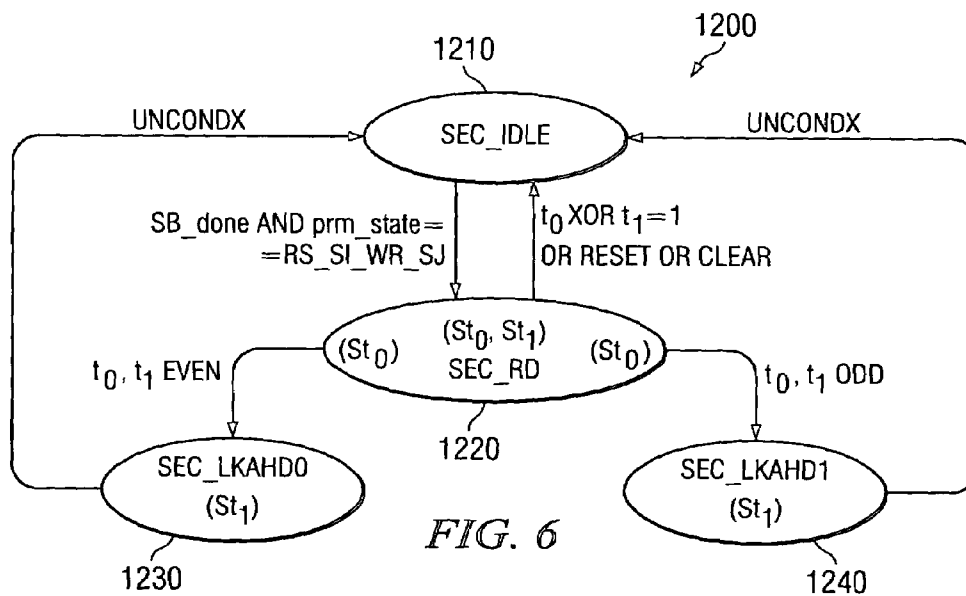 1200
1210
UNCONDX
SEC_IDLE
UNCONDX
SB_done AND prm_state=
=RS_SI_WR_SJ
t0 XOR t1=1
OR RESET OR CLEAR
(St0)
(St0, St1)
SEC_RD
(St0)
t0, t1 EVEN
t0, t1 ODD
1220
SEC_LKAHD0
(St1)
SEC_LKAHD1
(St1)
FIG. 6
1230
1240